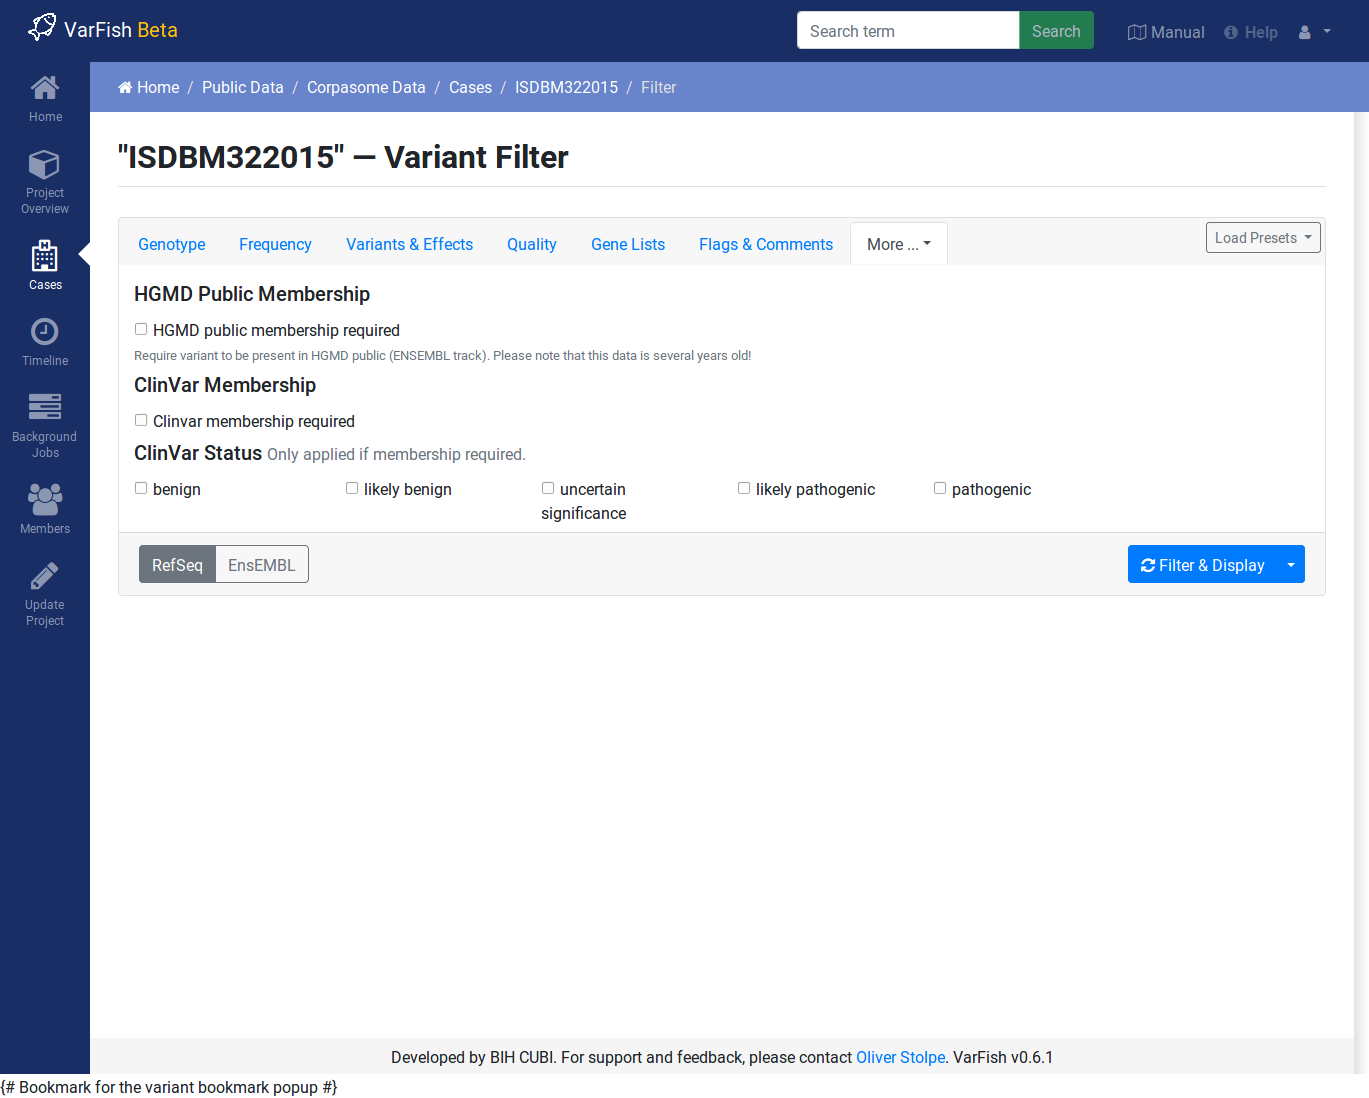 VarFish Beta
Search term
Search
Manual
Help
Home / Public Data / Corpasome Data / Cases / ISDBM322015 / Filter
Home
Project
Overview
Cases
Timeline
Background
Jobs
Members
Update
Project
"ISDBM322015" — Variant Filter
Genotype Frequency Variants & Effects Quality Gene Lists Flags & Comments More ... Load Presets
HGMD Public Membership
HGMD public membership required
Require variant to be present in HGMD public (ENSEMBL track). Please note that this data is several years old!
ClinVar Membership
Clinvar membership required
ClinVar Status Only applied if membership required.
benign likely benign uncertain significance likely pathogenic pathogenic
RefSeq EnsEMBL Filter & Display
Developed by BIH CUBI. For support and feedback, please contact Oliver Stolpe. VarFish v0.6.1
{# Bookmark for the variant bookmark popup #}